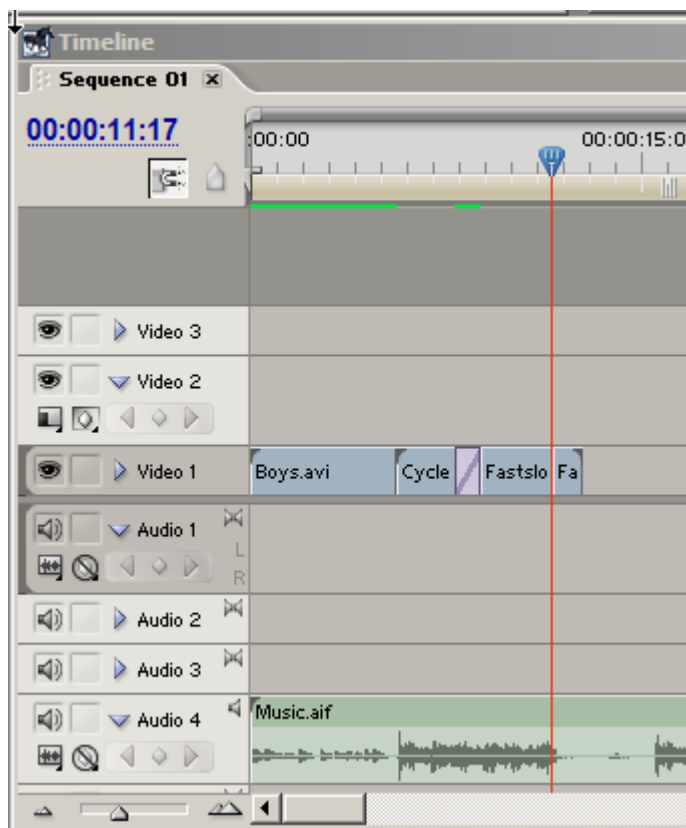 Timeline
Sequence 01
00:00:11:17
:00:00 00:00:15:0
Video 3
Video 2
Video 1
Boys.avi Cycle Fastslo Fa
Audio 1
L
R
Audio 2
Audio 3
Audio 4
Music.aif